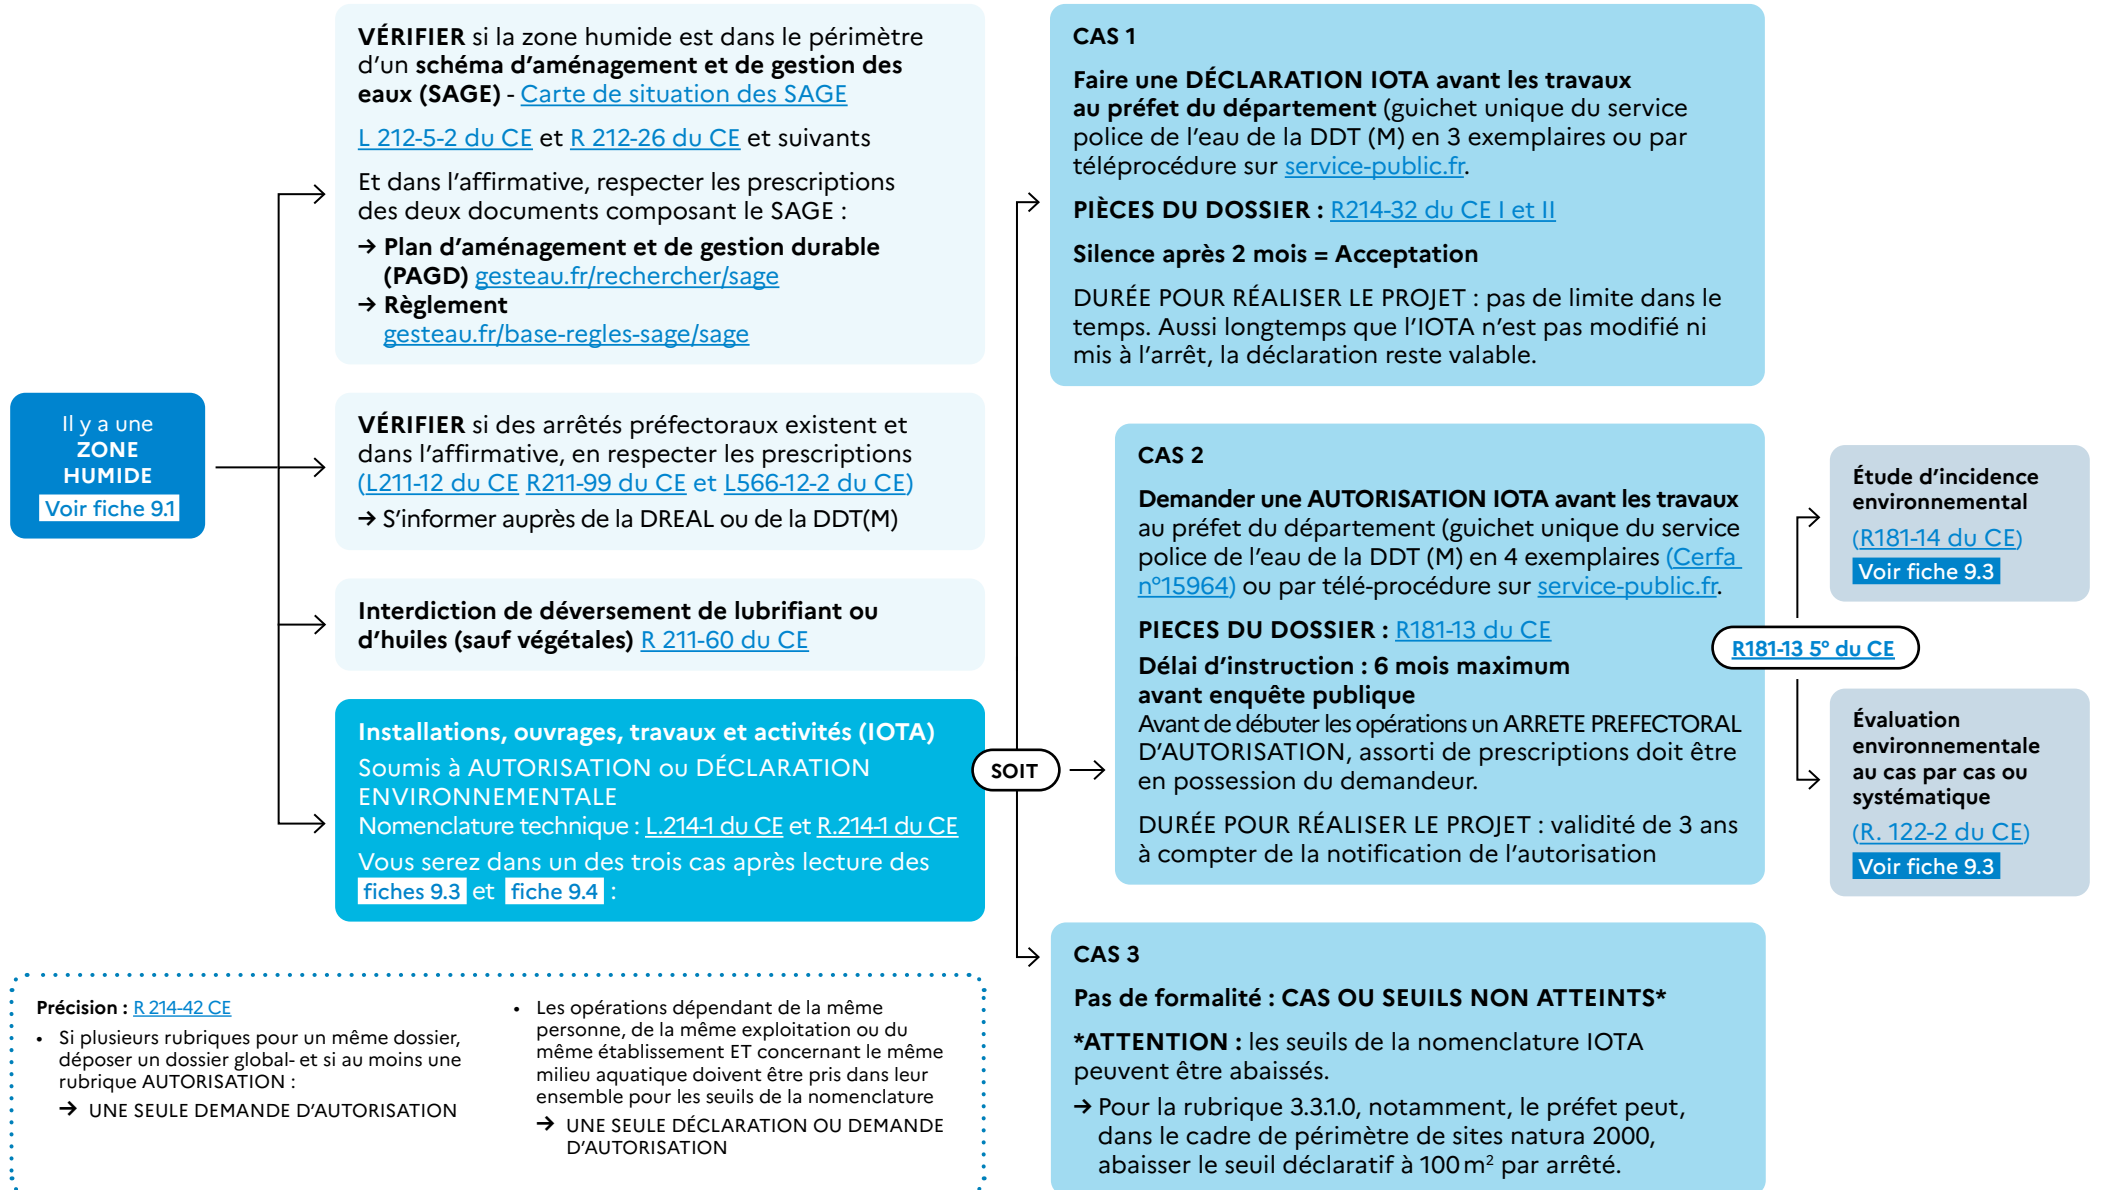 Il y a une
ZONE
HUMIDE
Voir fiche 9.1
VÉRIFIER si la zone humide est dans le périmètre
d’un schéma d’aménagement et de gestion des
eaux (SAGE) - Carte de situation des SAGE
L 212-5-2 du CE et R 212-26 du CE et suivants
Et dans l’affirmative, respecter les prescriptions
des deux documents composant le SAGE :
→ Plan d’aménagement et de gestion durable
(PAGD) gesteau.fr/rechercher/sage
→ Règlement
gesteau.fr/base-regles-sage/sage
VÉRIFIER si des arrêtés préfectoraux existent et
dans l’affirmative, en respecter les prescriptions
(L211-12 du CE R211-99 du CE et L566-12-2 du CE)
→ S’informer auprès de la DREAL ou de la DDT(M)
Interdiction de déversement de lubrifiant ou
d’huiles (sauf végétales) R 211-60 du CE
Installations, ouvrages, travaux et activités (IOTA)
Soumis à AUTORISATION ou DÉCLARATION
ENVIRONNEMENTALE
Nomenclature technique : L.214-1 du CE et R.214-1 du CE
Vous serez dans un des trois cas après lecture des
fiches 9.3 et fiche 9.4 :
SOIT
CAS 1
Faire une DÉCLARATION IOTA avant les travaux
au préfet du département (guichet unique du service
police de l’eau de la DDT (M) en 3 exemplaires ou par
téléprocédure sur service-public.fr.
PIÈCES DU DOSSIER : R214-32 du CE I et II
Silence après 2 mois = Acceptation
DURÉE POUR RÉALISER LE PROJET : pas de limite dans le
temps. Aussi longtemps que l’IOTA n’est pas modifié ni
mis à l’arrêt, la déclaration reste valable.
CAS 2
Demander une AUTORISATION IOTA avant les travaux
au préfet du département (guichet unique du service
police de l’eau de la DDT (M) en 4 exemplaires (Cerfa
n°15964) ou par télé-procédure sur service-public.fr.
PIECES DU DOSSIER : R181-13 du CE
Délai d’instruction : 6 mois maximum
avant enquête publique
Avant de débuter les opérations un ARRETE PREFECTORAL
D’AUTORISATION, assorti de prescriptions doit être
en possession du demandeur.
DURÉE POUR RÉALISER LE PROJET : validité de 3 ans
à compter de la notification de l’autorisation
R181-13 5° du CE
Étude d’incidence
environnemental
(R181-14 du CE)
Voir fiche 9.3
Évaluation
environnementale
au cas par cas ou
systématique
(R. 122-2 du CE)
Voir fiche 9.3
CAS 3
Pas de formalité : CAS OU SEUILS NON ATTEINTS*
*ATTENTION : les seuils de la nomenclature IOTA
peuvent être abaissés.
→ Pour la rubrique 3.3.1.0, notamment, le préfet peut,
dans le cadre de périmètre de sites natura 2000,
abaisser le seuil déclaratif à 100 m² par arrêté.
Précision : R 214-42 CE
• Si plusieurs rubriques pour un même dossier,
déposer un dossier global- et si au moins une
rubrique AUTORISATION :
→ UNE SEULE DEMANDE D’AUTORISATION
• Les opérations dépendant de la même
personne, de la même exploitation ou du
même établissement ET concernant le même
milieu aquatique doivent être pris dans leur
ensemble pour les seuils de la nomenclature
→ UNE SEULE DÉCLARATION OU DEMANDE
D’AUTORISATION